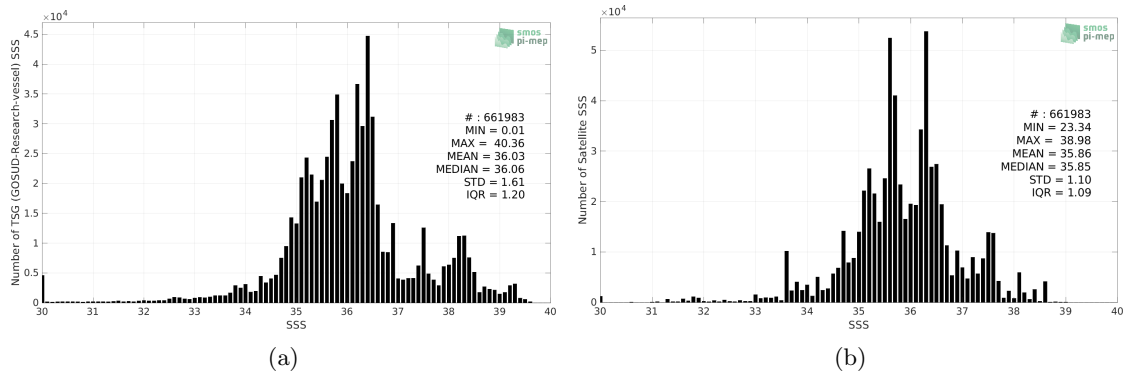 ×10⁴
4.5
4
3.5
3
2.5
2
1.5
1
0.5
0
30 31 32 33 34 35 36 37 38 39 40
SSS
Number of TSG (GOSUD-Research-vessel) SSS
smos
pi-mep
# : 661983
MIN = 0.01
MAX = 40.36
MEAN = 36.03
MEDIAN = 36.06
STD = 1.61
IQR = 1.20
(a)
×10⁴
5
4
3
2
1
0
30 31 32 33 34 35 36 37 38 39 40
SSS
Number of Satellite SSS
smos
pi-mep
# : 661983
MIN = 23.34
MAX = 38.98
MEAN = 35.86
MEDIAN = 35.85
STD = 1.10
IQR = 1.09
(b)